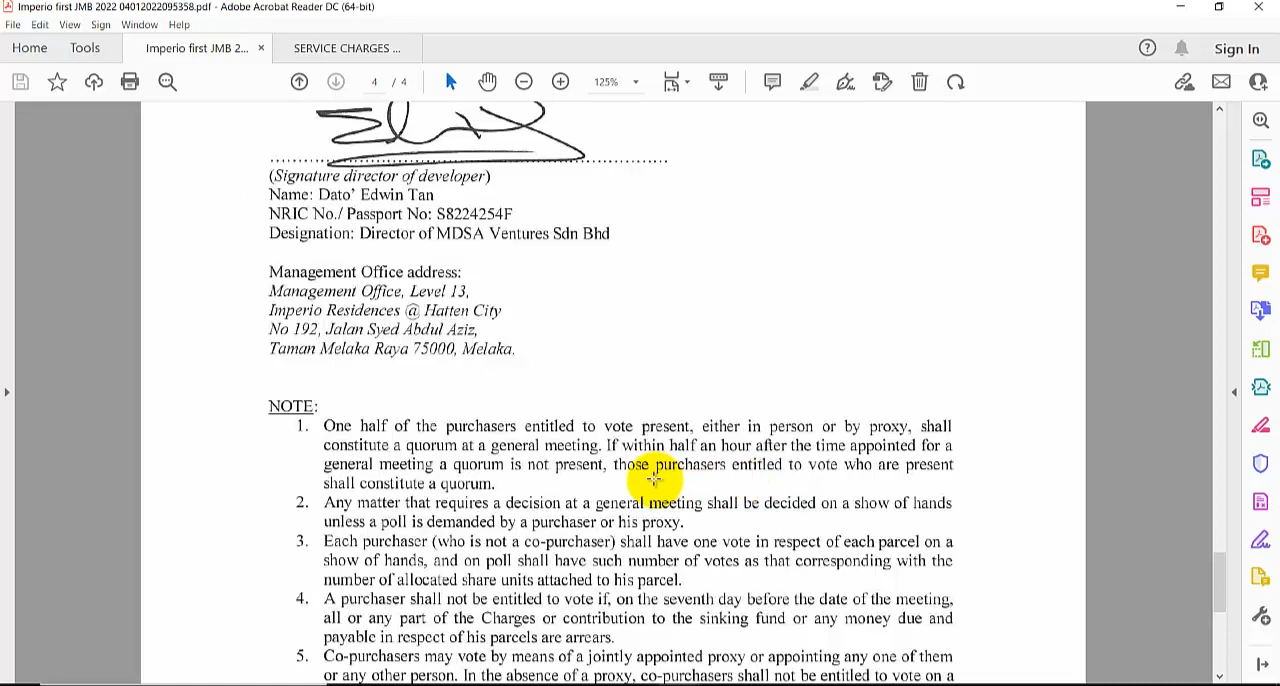 Imperio first JMB 2022 04012022095358.pdf - Adobe Acrobat Reader DC (64-bit)
File Edit View Sign Window Help
Home Tools Imperio first JMB 2... × SERVICE CHARGES ... Sign In
4 / 4 125%
(Signature director of developer)
Name: Dato' Edwin Tan
NRIC No./ Passport No: S8224254F
Designation: Director of MDSA Ventures Sdn Bhd
Management Office address:
Management Office, Level 13,
Imperio Residences @ Hatten City
No 192, Jalan Syed Abdul Aziz,
Taman Melaka Raya 75000, Melaka.
NOTE:
1. One half of the purchasers entitled to vote present, either in person or by proxy, shall
constitute a quorum at a general meeting. If within half an hour after the time appointed for a
general meeting a quorum is not present, those purchasers entitled to vote who are present
shall constitute a quorum.
2. Any matter that requires a decision at a general meeting shall be decided on a show of hands
unless a poll is demanded by a purchaser or his proxy.
3. Each purchaser (who is not a co-purchaser) shall have one vote in respect of each parcel on a
show of hands, and on poll shall have such number of votes as that corresponding with the
number of allocated share units attached to his parcel.
4. A purchaser shall not be entitled to vote if, on the seventh day before the date of the meeting,
all or any part of the Charges or contribution to the sinking fund or any money due and
payable in respect of his parcels are arrears.
5. Co-purchasers may vote by means of a jointly appointed proxy or appointing any one of them
or any other person. In the absence of a proxy, co-purchasers shall not be entitled to vote on a